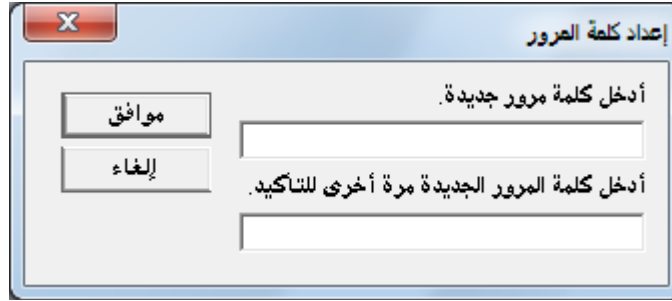 إعداد كلمة المرور
أدخل كلمة مرور جديدة.
موافق
إلغاء
أدخل كلمة المرور الجديدة مرة أخرى للتأكيد.